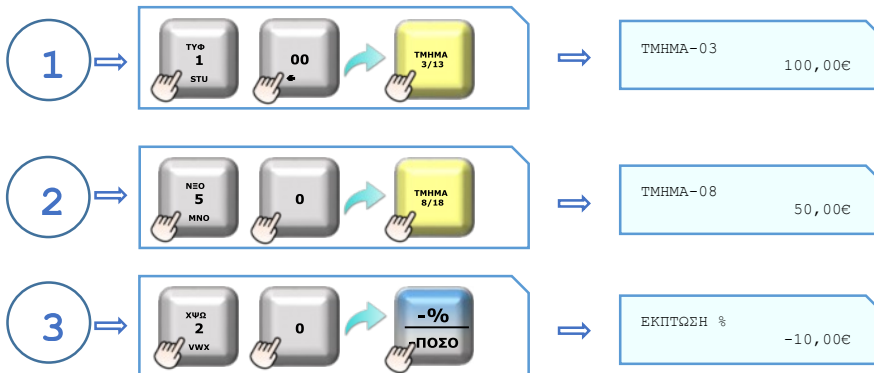 1
ΤΥΦ
1
STU
00
ΤΜΗΜΑ
3/13
ΤΜΗΜΑ-03
100,00€
2
ΝΞΟ
5
MNO
0
ΤΜΗΜΑ
8/18
ΤΜΗΜΑ-08
50,00€
3
ΧΨΩ
2
VWX
0
-%
-ΠΟΣΟ
ΕΚΠΤΩΣΗ %
-10,00€